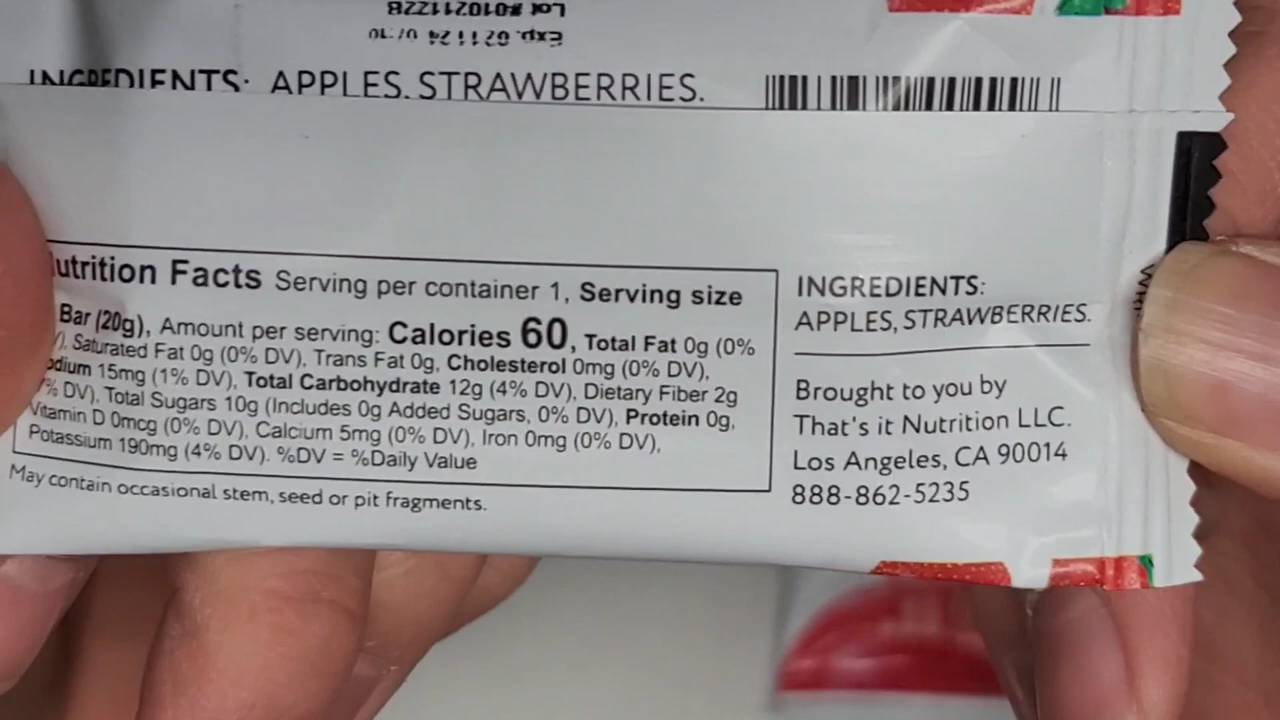 Lot #01021122B
Exp. 021124 07:10
INGREDIENTS: APPLES, STRAWBERRIES.
utrition Facts Serving per container 1, Serving size
Bar (20g), Amount per serving: Calories 60, Total Fat 0g (0%
), Saturated Fat 0g (0% DV), Trans Fat 0g, Cholesterol 0mg (0% DV),
odium 15mg (1% DV), Total Carbohydrate 12g (4% DV), Dietary Fiber 2g
% DV), Total Sugars 10g (Includes 0g Added Sugars, 0% DV), Protein 0g,
Vitamin D 0mcg (0% DV), Calcium 5mg (0% DV), Iron 0mg (0% DV),
Potassium 190mg (4% DV). %DV = %Daily Value
May contain occasional stem, seed or pit fragments.
INGREDIENTS:
APPLES, STRAWBERRIES.
Brought to you by
That's it Nutrition LLC.
Los Angeles, CA 90014
888-862-5235